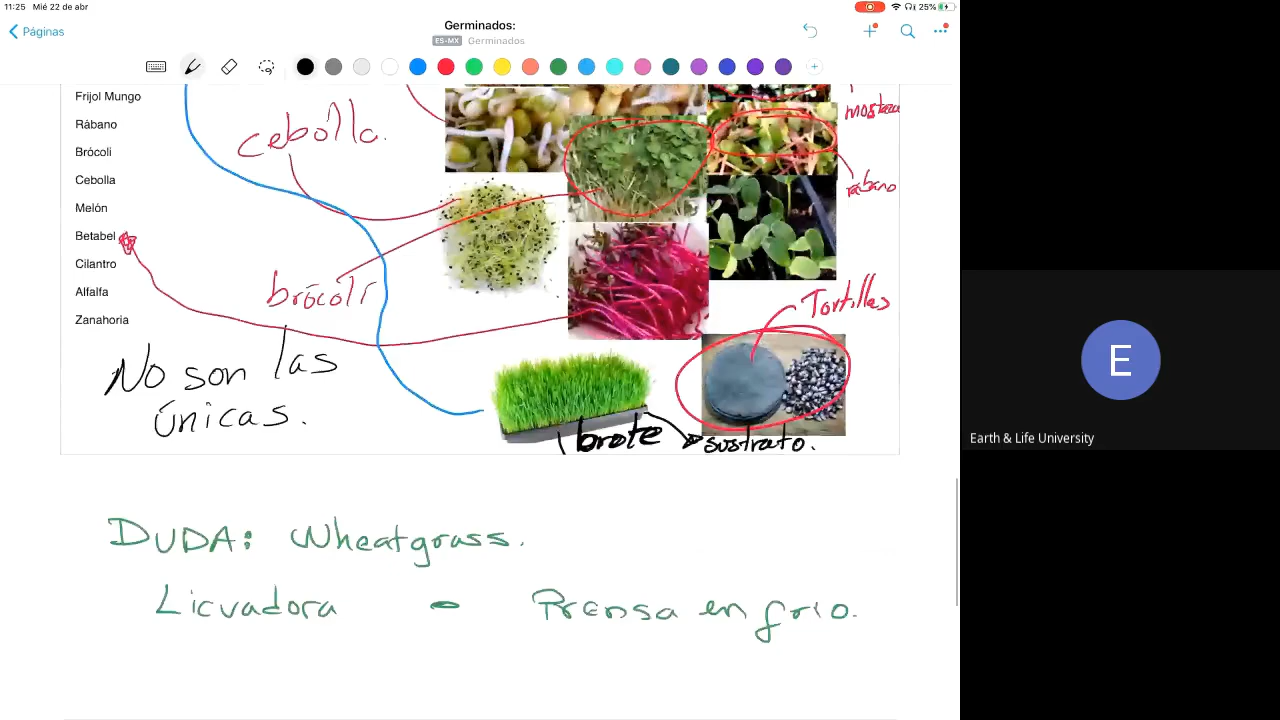 11:25 Mié 22 de abr
25%
Páginas
Germinados:
ES-MX Germinados
Frijol Mungo
Rábano
Brócoli
Cebolla
Melón
Betabel
Cilantro
Alfalfa
Zanahoria
cebolla.
mostaza
rábano
brócoli
Tortillas
No son las
únicas.
brote
sustrato.
DUDA: Wheatgrass.
Licuadora - Prensa en frio.
E
Earth & Life University